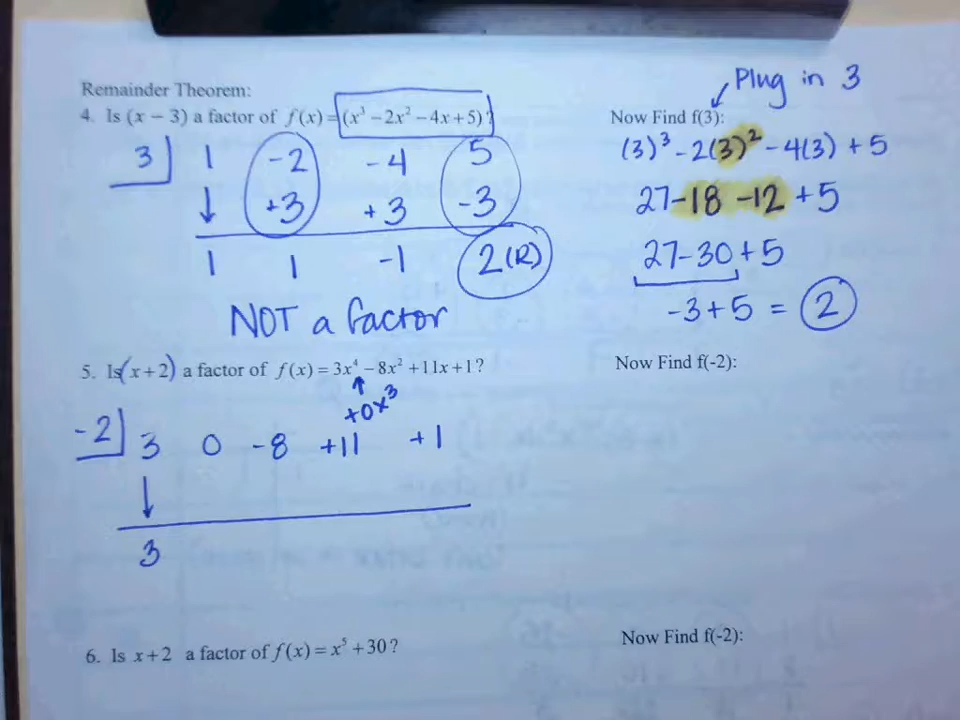 Plug in 3
Remainder Theorem:
4. Is (x − 3) a factor of f(x) = (x³ − 2x² − 4x + 5)?
Now Find f(3):
3 1 -2 -4 5
↓ +3 +3 -3
1 1 -1 2 (R)
NOT a factor
(3)³ - 2(3)² - 4(3) + 5
27 - 18 - 12 + 5
27 - 30 + 5
-3 + 5 = 2
5. Is (x + 2) a factor of f(x) = 3x⁴ − 8x² + 11x + 1?
Now Find f(-2):
+0x³
-2 3 0 -8 +11 +1
↓
3
6. Is x + 2 a factor of f(x) = x⁵ + 30?
Now Find f(-2):